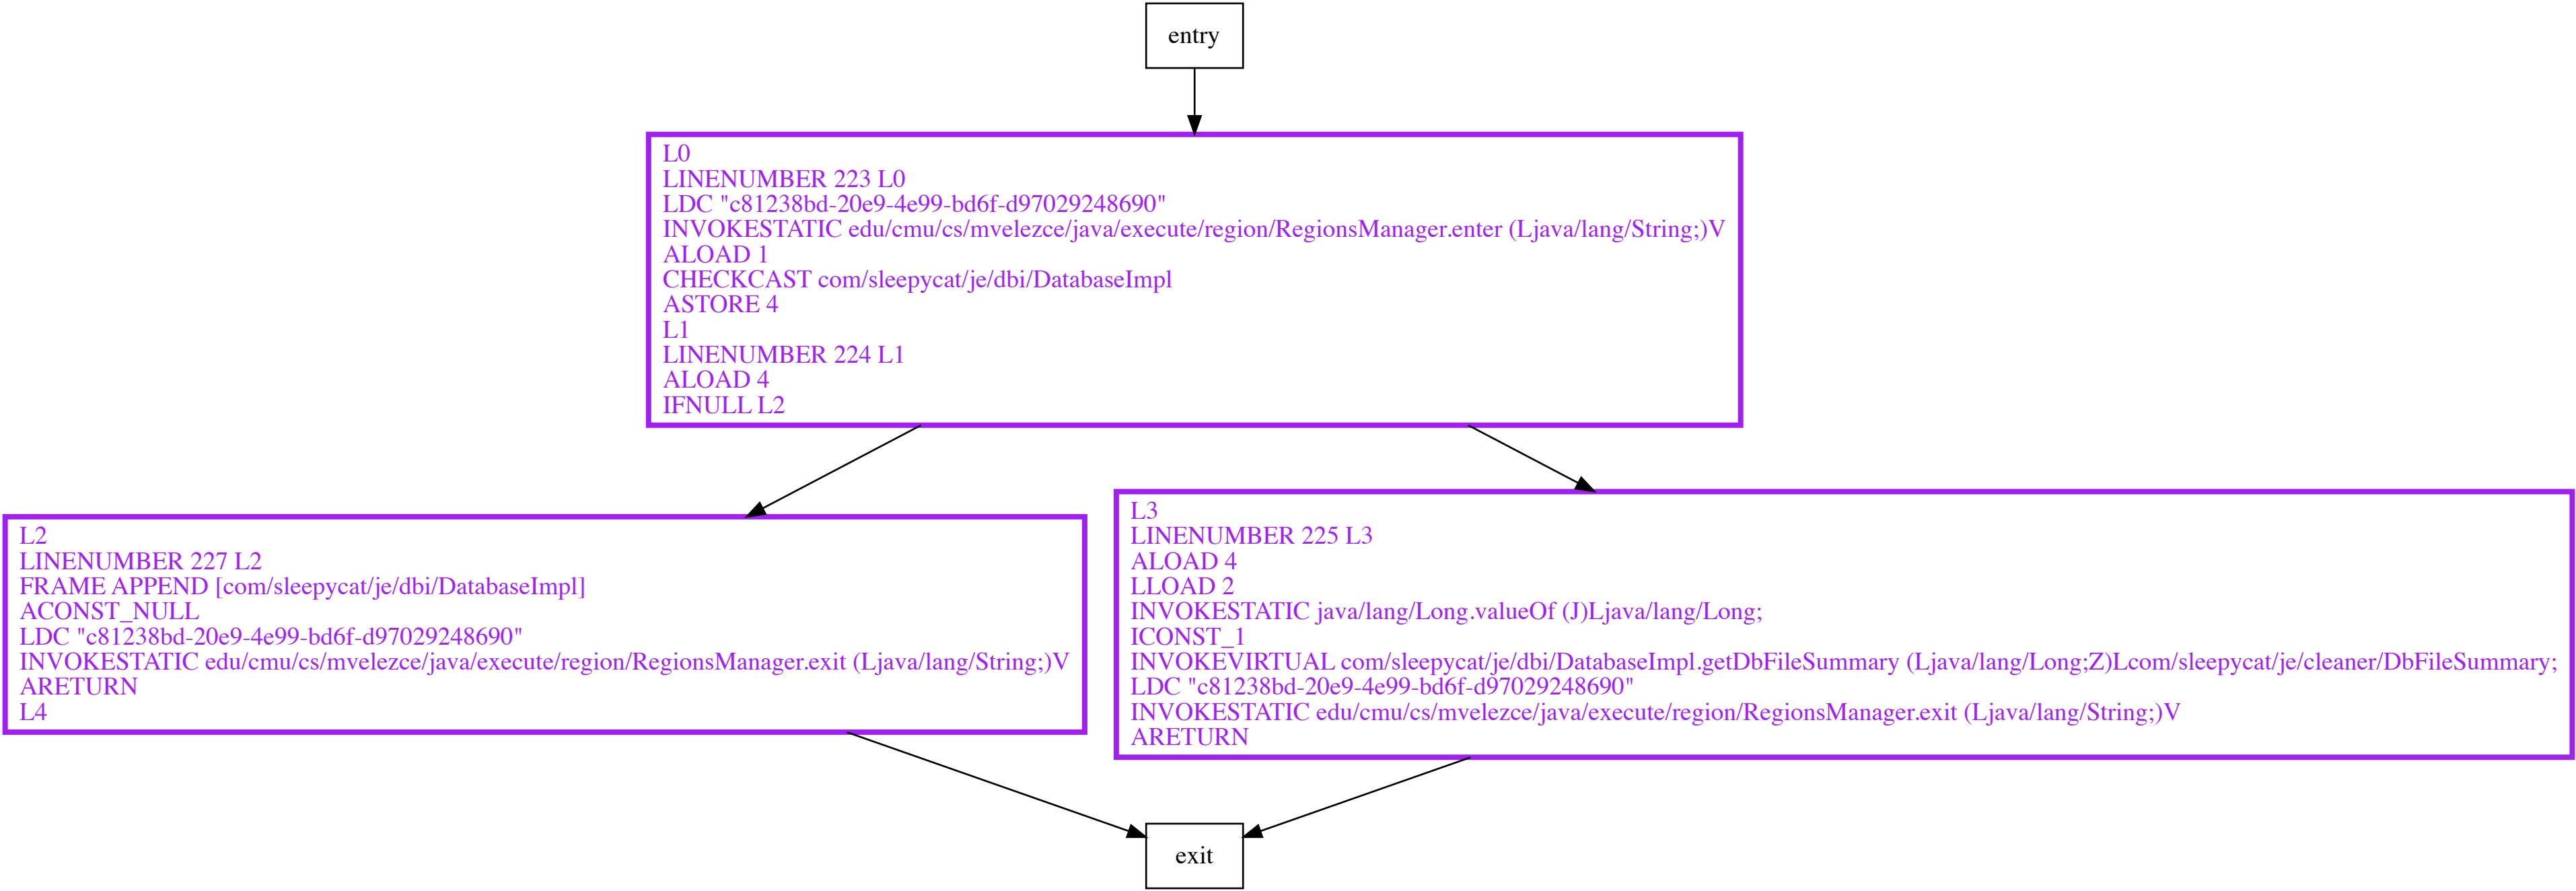 entry
L0
LINENUMBER 223 L0
LDC "c81238bd-20e9-4e99-bd6f-d97029248690"
INVOKESTATIC edu/cmu/cs/mvelezce/java/execute/region/RegionsManager.enter (Ljava/lang/String;)V
ALOAD 1
CHECKCAST com/sleepycat/je/dbi/DatabaseImpl
ASTORE 4
L1
LINENUMBER 224 L1
ALOAD 4
IFNULL L2
L2
LINENUMBER 227 L2
FRAME APPEND [com/sleepycat/je/dbi/DatabaseImpl]
ACONST_NULL
LDC "c81238bd-20e9-4e99-bd6f-d97029248690"
INVOKESTATIC edu/cmu/cs/mvelezce/java/execute/region/RegionsManager.exit (Ljava/lang/String;)V
ARETURN
L4
L3
LINENUMBER 225 L3
ALOAD 4
LLOAD 2
INVOKESTATIC java/lang/Long.valueOf (J)Ljava/lang/Long;
ICONST_1
INVOKEVIRTUAL com/sleepycat/je/dbi/DatabaseImpl.getDbFileSummary (Ljava/lang/Long;Z)Lcom/sleepycat/je/cleaner/DbFileSummary;
LDC "c81238bd-20e9-4e99-bd6f-d97029248690"
INVOKESTATIC edu/cmu/cs/mvelezce/java/execute/region/RegionsManager.exit (Ljava/lang/String;)V
ARETURN
exit